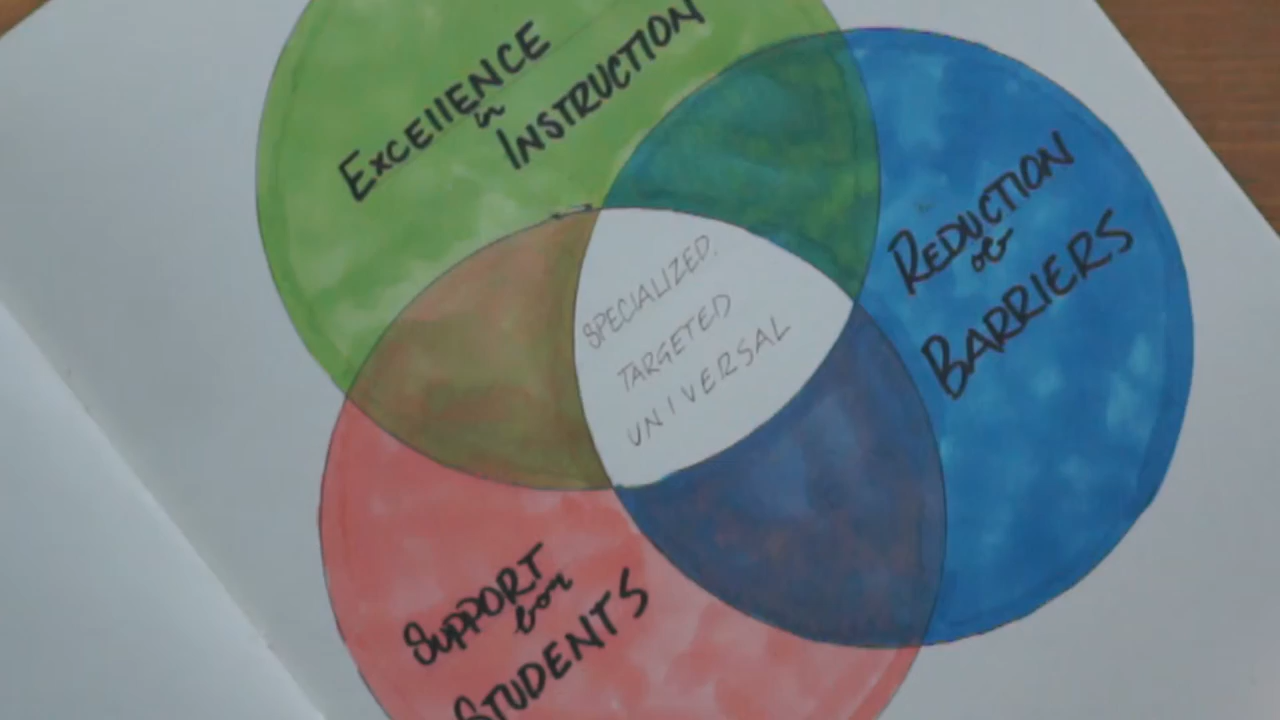 EXCEllENCE
in
INSTRUCTION
REDUCTION
of
BARRIERS
SPECIALIZED.
TARGETED
UNIVERSAL
SUPPORT
for
STUDENTS